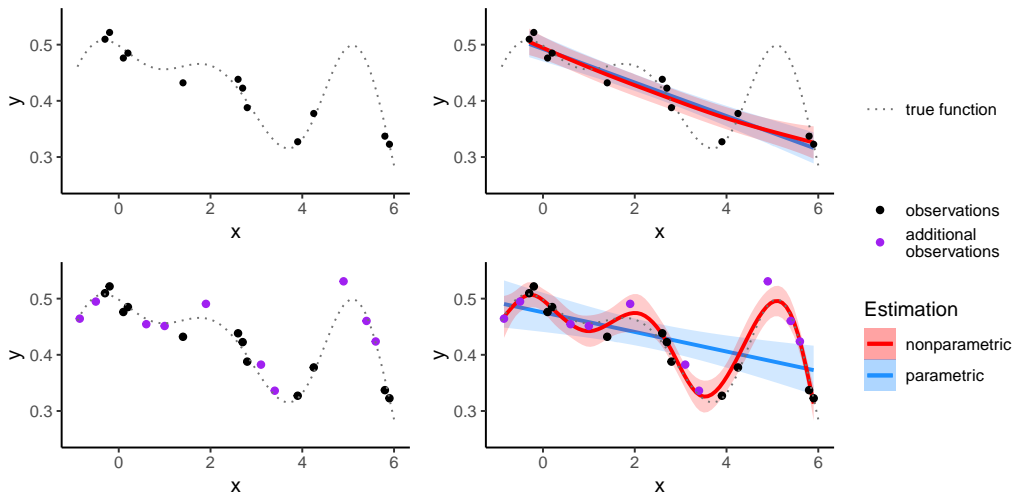 0.5
0.4
0.3
y
0 2 4 6
x
0.5
0.4
0.3
y
0 2 4 6
x
true function
observations
additional
observations
0.5
0.4
0.3
y
0 2 4 6
x
0.5
0.4
0.3
y
0 2 4 6
x
Estimation
nonparametric
parametric